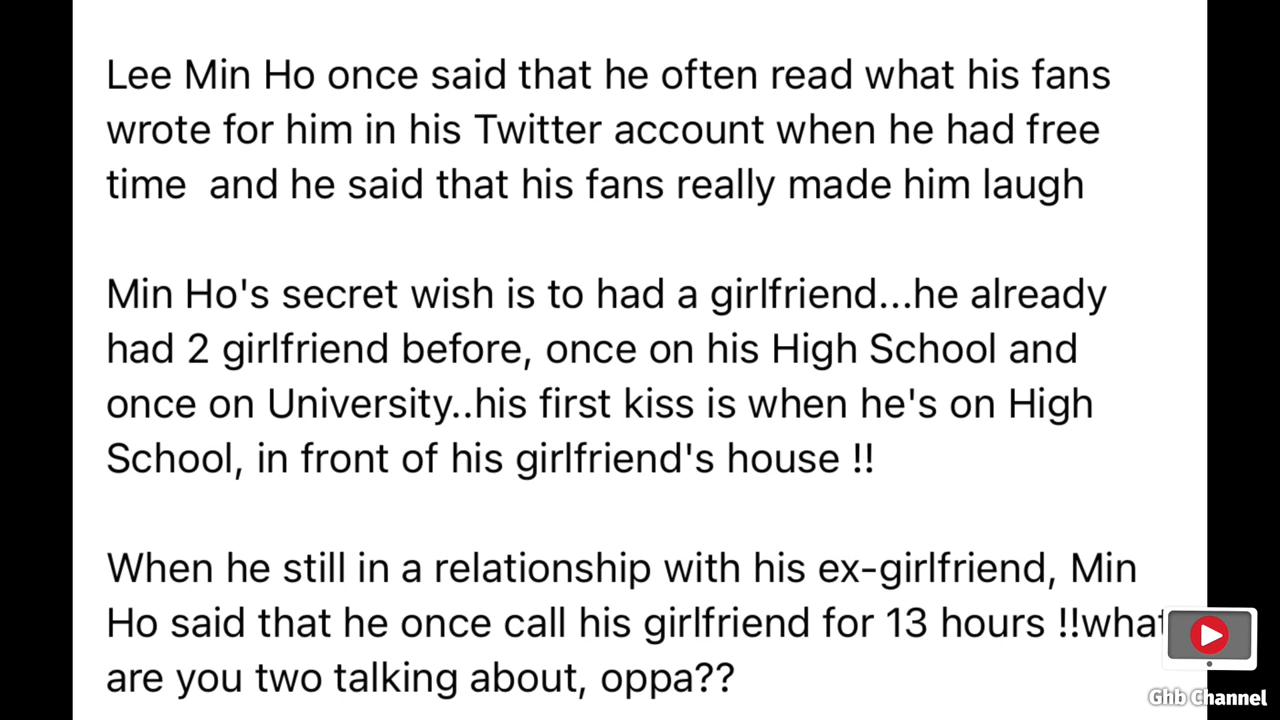 Lee Min Ho once said that he often read what his fans
wrote for him in his Twitter account when he had free
time  and he said that his fans really made him laugh
Min Ho's secret wish is to had a girlfriend...he already
had 2 girlfriend before, once on his High School and
once on University..his first kiss is when he's on High
School, in front of his girlfriend's house !!
When he still in a relationship with his ex-girlfriend, Min
Ho said that he once call his girlfriend for 13 hours !!what
are you two talking about, oppa??
Ghb Channel